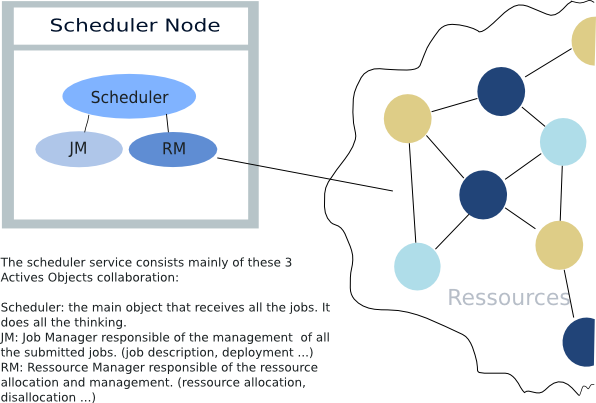 Scheduler Node
Scheduler
JM
RM
Ressources
The scheduler service consists mainly of these 3
Actives Objects collaboration:
Scheduler: the main object that receives all the jobs. It
does all the thinking.
JM: Job Manager responsible of the management of all
the submitted jobs. (job description, deployment ...)
RM: Ressource Manager responsible of the ressource
allocation and management. (ressource allocation,
disallocation ...)